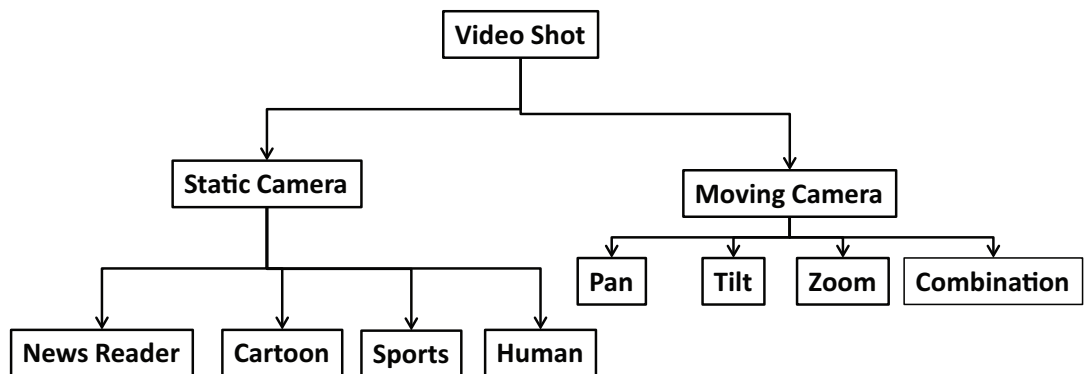 Video Shot
Static Camera
Moving Camera
Pan
Tilt
Zoom
Combination
News Reader
Cartoon
Sports
Human